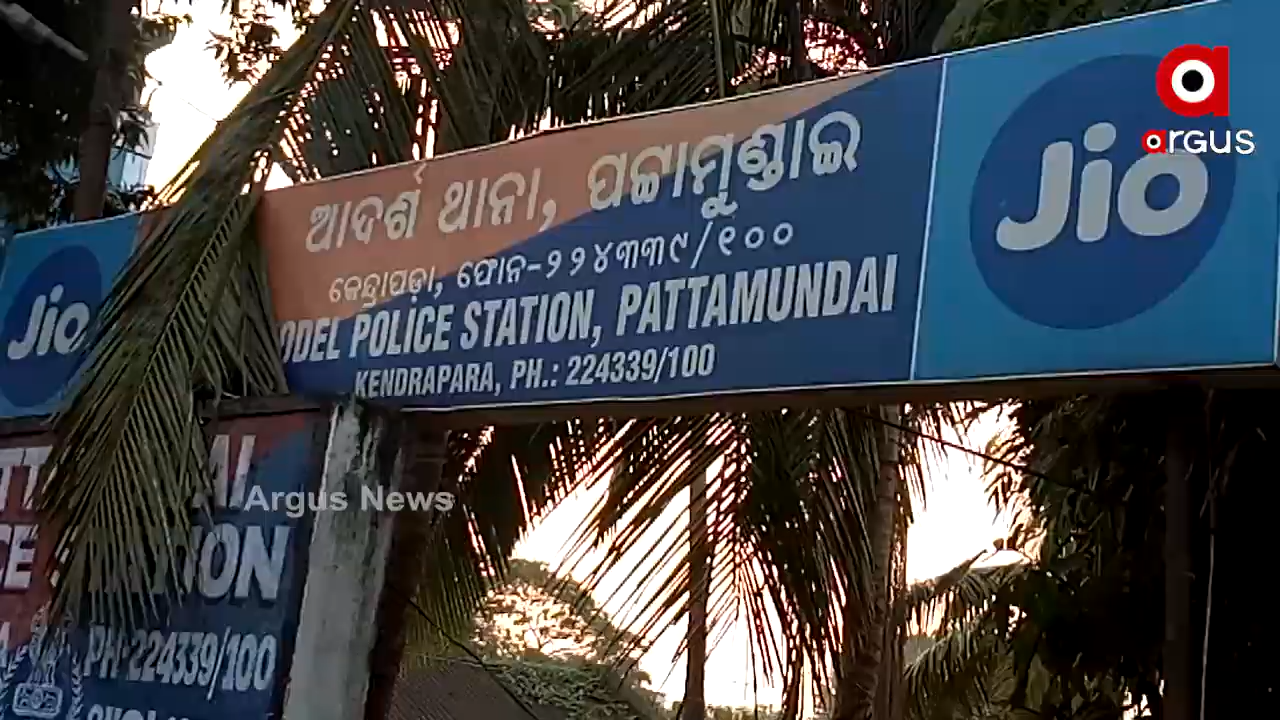 argus
Jio
ଆଦର୍ଶ ଥାନା, ପଟ୍ଟାମୁଣ୍ଡାଇ
କେନ୍ଦ୍ରାପଡ଼ା, ଫୋନ-୨୨୪୩୩୯/୧୦୦
ODEL POLICE STATION, PATTAMUNDAI
KENDRAPARA, PH.: 224339/100
Jio
Argus News
PH-224339/100